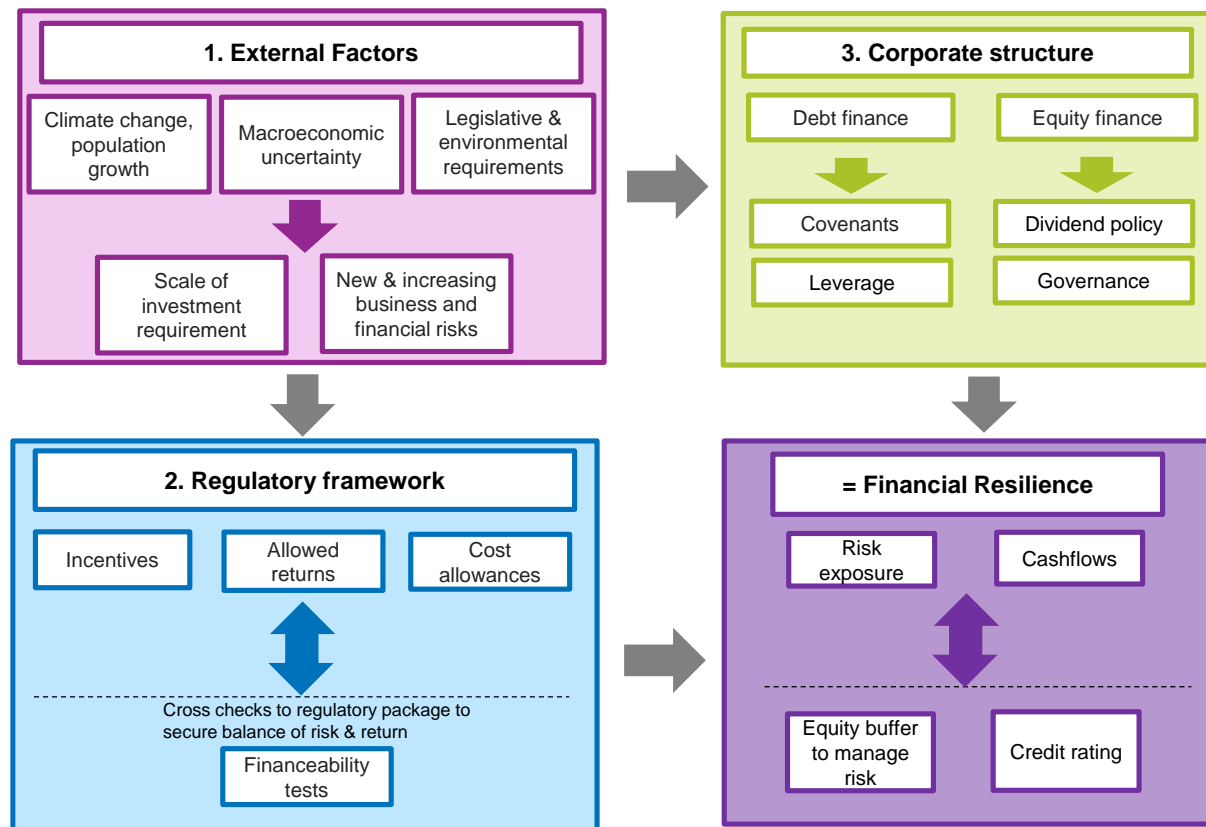 1. External Factors
Climate change,
population
growth
Macroeconomic
uncertainty
Legislative &
environmental
requirements
Scale of
investment
requirement
New & increasing
business and
financial risks
3. Corporate structure
Debt finance
Equity finance
Covenants
Dividend policy
Leverage
Governance
2. Regulatory framework
Incentives
Allowed
returns
Cost
allowances
Cross checks to regulatory package to
secure balance of risk & return
Financeability
tests
= Financial Resilience
Risk
exposure
Cashflows
Equity buffer
to manage
risk
Credit rating